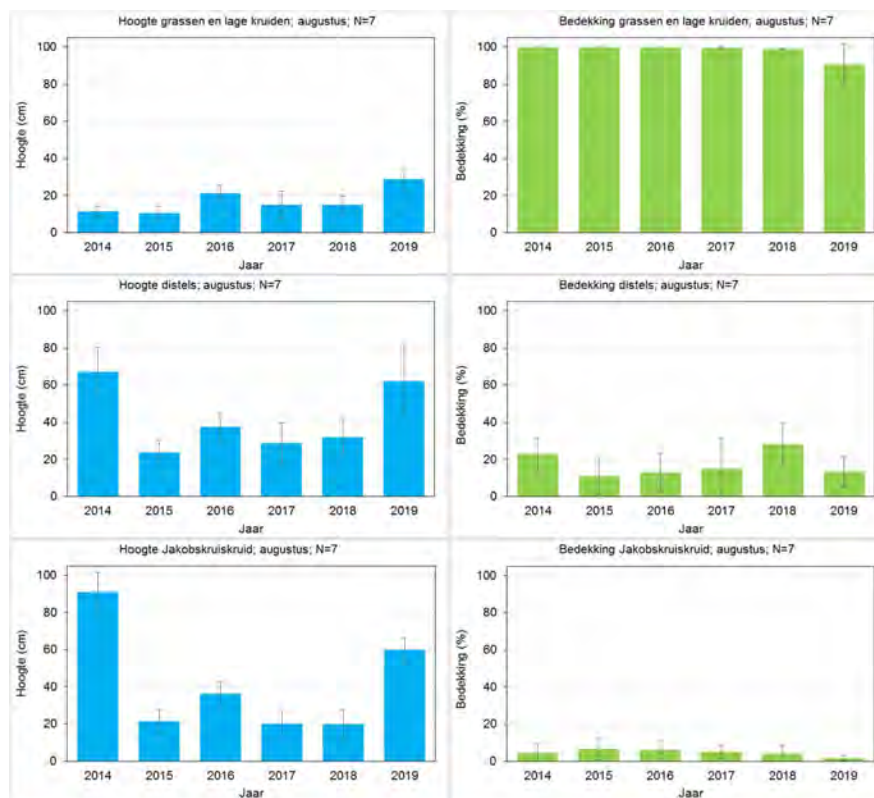 Hoogte grassen en lage kruiden; augustus; N=7
100
80
60
40
20
0
Hoogte (cm)
2014 2015 2016 2017 2018 2019
Jaar
Bedekking grassen en lage kruiden; augustus; N=7
100
80
60
40
20
0
Bedekking (%)
2014 2015 2016 2017 2018 2019
Jaar
Hoogte distels; augustus; N=7
100
80
60
40
20
0
Hoogte (cm)
2014 2015 2016 2017 2018 2019
Jaar
Bedekking distels; augustus; N=7
100
80
60
40
20
0
Bedekking (%)
2014 2015 2016 2017 2018 2019
Jaar
Hoogte Jakobskruiskruid; augustus; N=7
100
80
60
40
20
0
Hoogte (cm)
2014 2015 2016 2017 2018 2019
Jaar
Bedekking Jakobskruiskruid; augustus; N=7
100
80
60
40
20
0
Bedekking (%)
2014 2015 2016 2017 2018 2019
Jaar